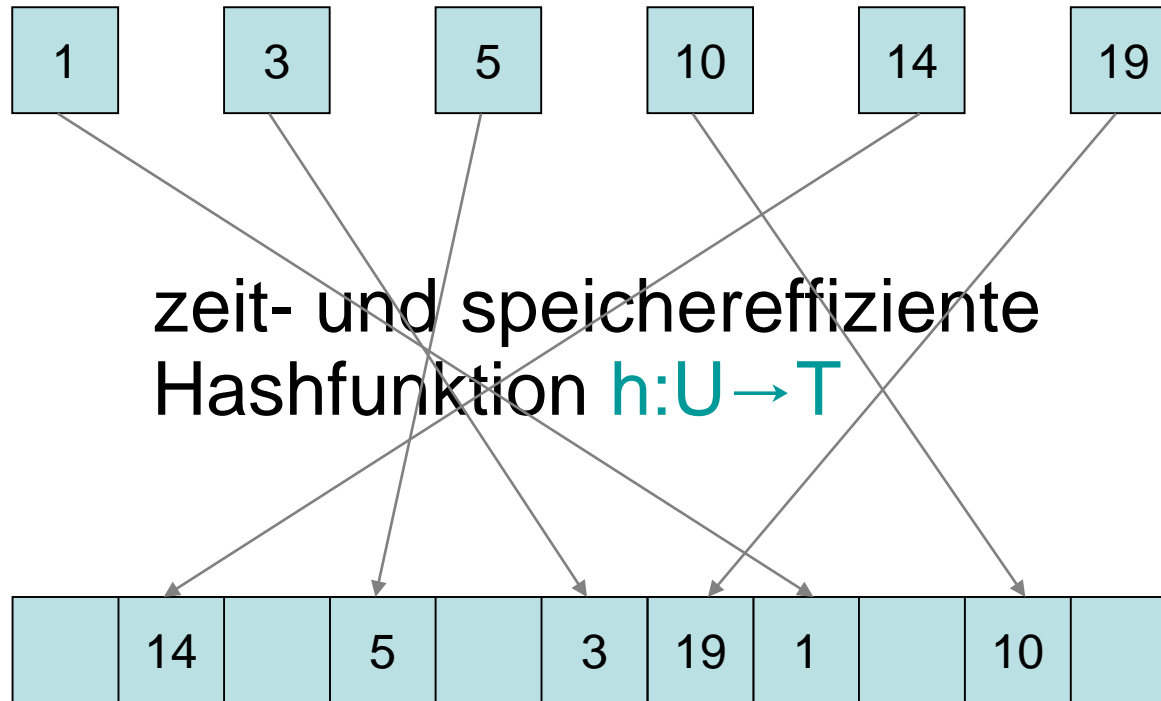 1 3 5 10 14 19
zeit- und speichereffiziente
Hashfunktion h:U→T
14 5 3 19 1 10